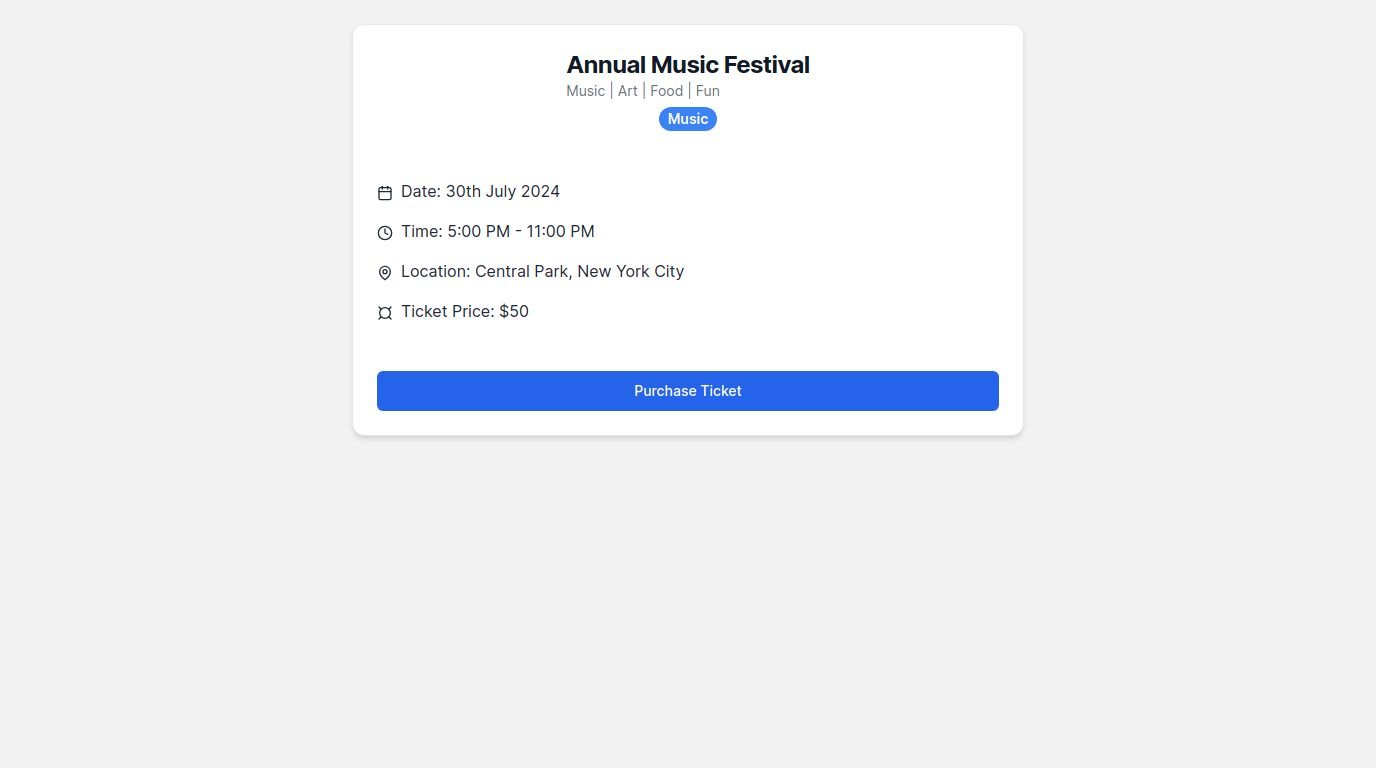 Annual Music Festival
Music | Art | Food | Fun
Music
Date: 30th July 2024
Time: 5:00 PM - 11:00 PM
Location: Central Park, New York City
Ticket Price: $50
Purchase Ticket